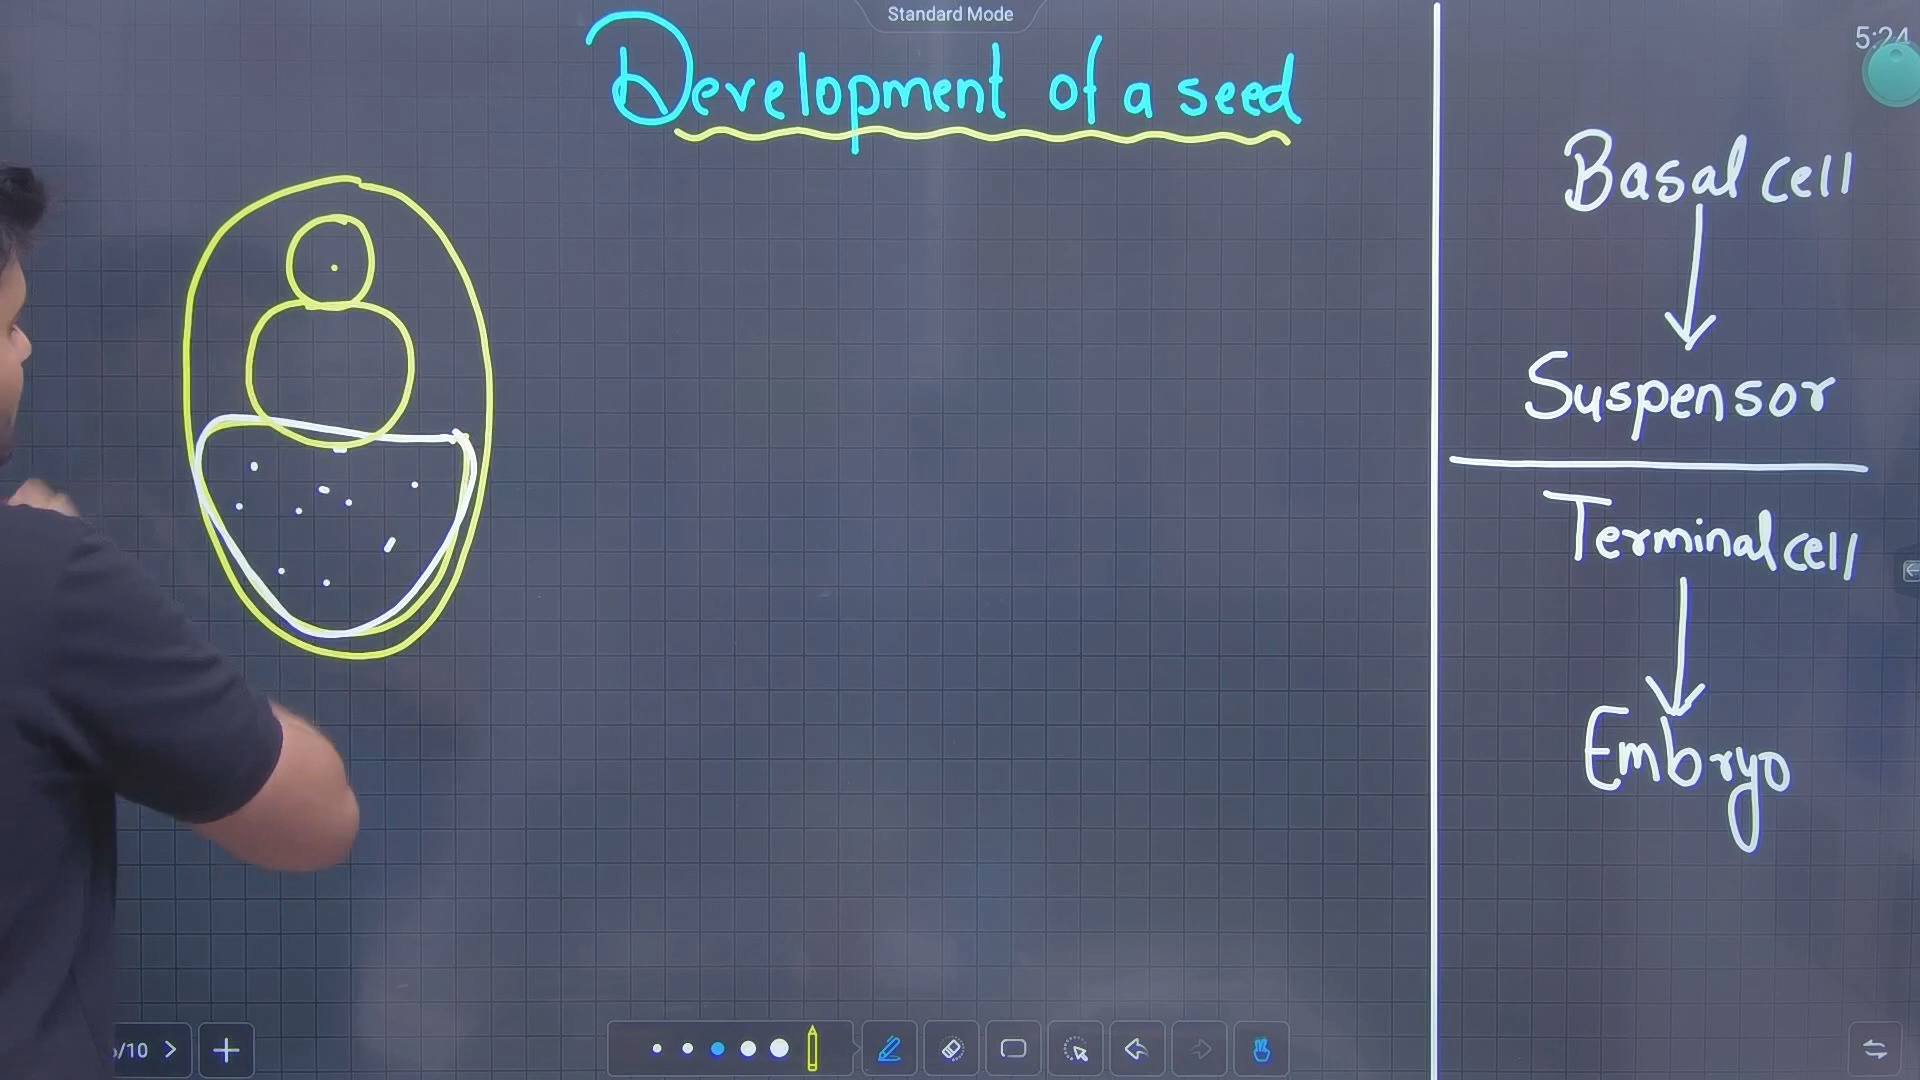 Standard Mode
5:24
Development of a seed
Basal cell
Suspensor
Terminal cell
Embryo
/10